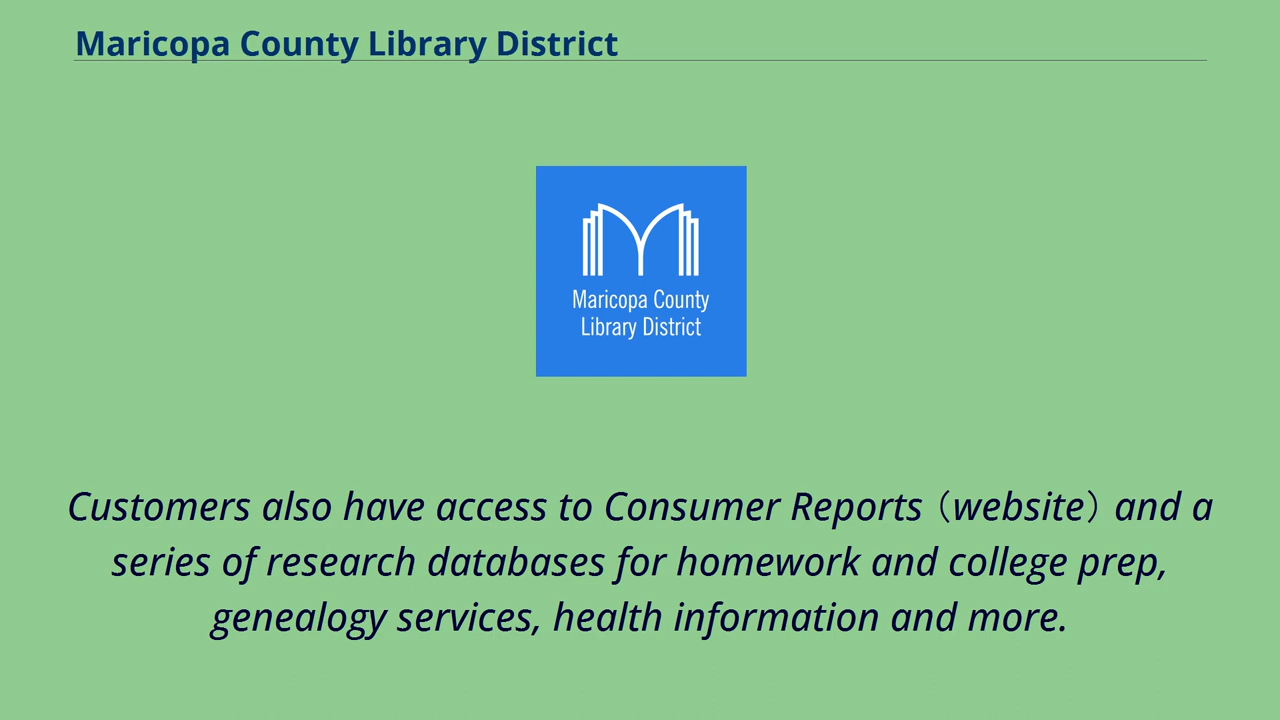 Maricopa County Library District
Maricopa County
Library District
Customers also have access to Consumer Reports（website）and a
series of research databases for homework and college prep,
genealogy services, health information and more.